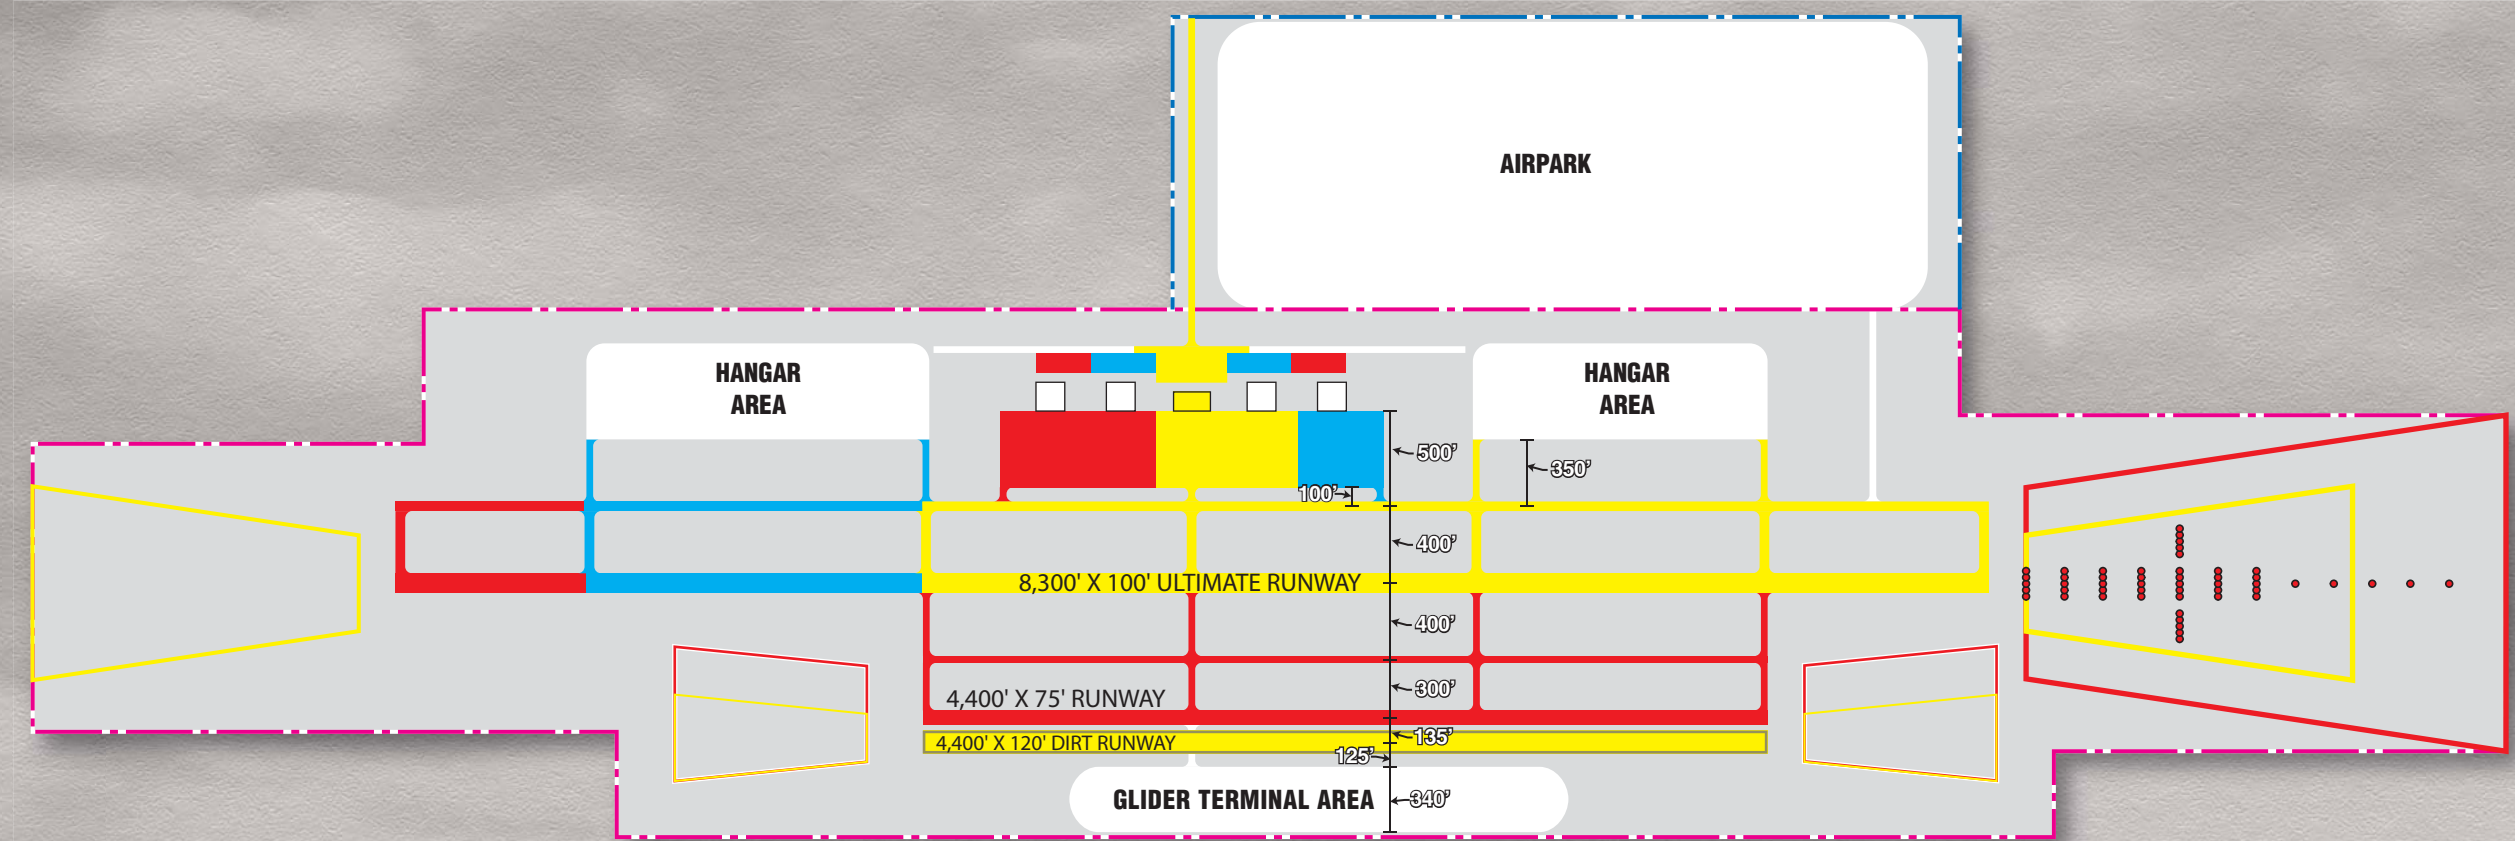 AIRPARK
HANGAR
AREA
HANGAR
AREA
500'
350'
100'
400'
8,300' X 100' ULTIMATE RUNWAY
400'
300'
4,400' X 75' RUNWAY
135'
4,400' X 120' DIRT RUNWAY
125'
GLIDER TERMINAL AREA
340'